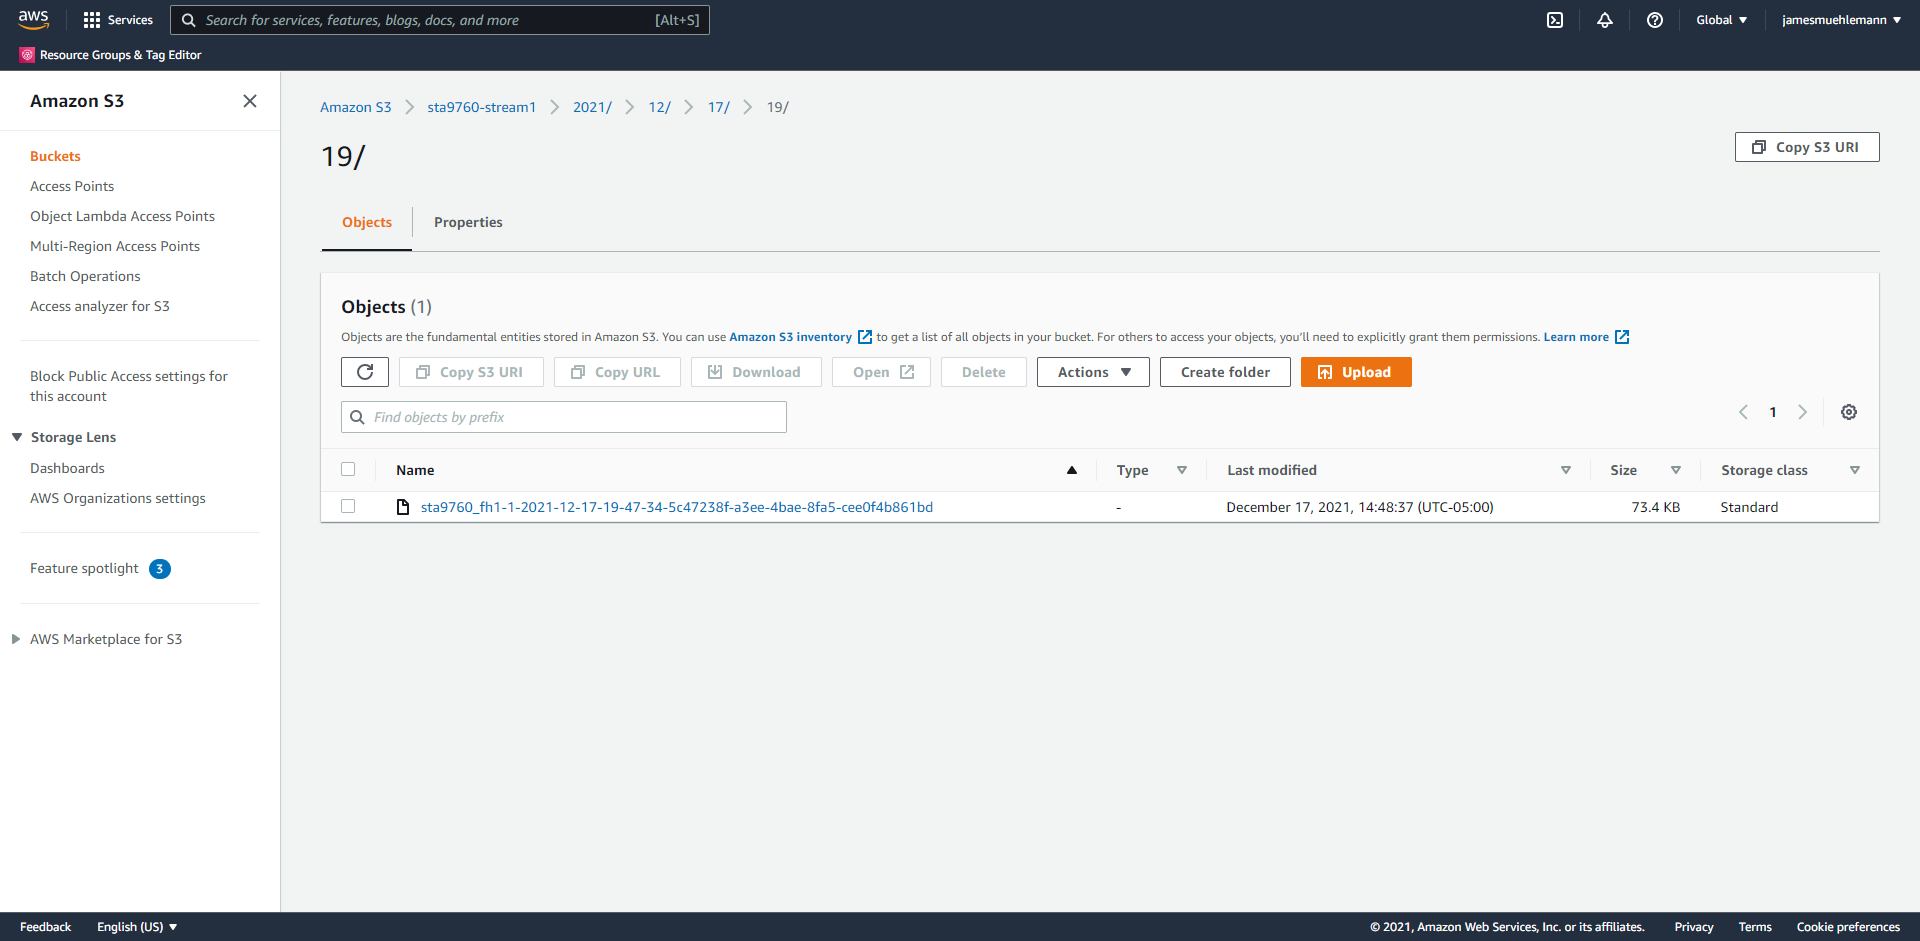 aws Services Search for services, features, blogs, docs, and more [Alt+S] Global ▼ jamesmuehlemann ▼
Resource Groups & Tag Editor
Amazon S3
Buckets
Access Points
Object Lambda Access Points
Multi-Region Access Points
Batch Operations
Access analyzer for S3
Block Public Access settings for
this account
Storage Lens
Dashboards
AWS Organizations settings
Feature spotlight 3
AWS Marketplace for S3
Amazon S3 > sta9760-stream1 > 2021/ > 12/ > 17/ > 19/
19/
Copy S3 URI
Objects Properties
Objects (1)
Objects are the fundamental entities stored in Amazon S3. You can use Amazon S3 inventory to get a list of all objects in your bucket. For others to access your objects, you'll need to explicitly grant them permissions. Learn more
Copy S3 URI Copy URL Download Open Delete Actions ▼ Create folder Upload
Find objects by prefix
1
Name Type Last modified Size Storage class
sta9760_fh1-1-2021-12-17-19-47-34-5c47238f-a3ee-4bae-8fa5-cee0f4b861bd - December 17, 2021, 14:48:37 (UTC-05:00) 73.4 KB Standard
Feedback English (US) ▼ © 2021, Amazon Web Services, Inc. or its affiliates. Privacy Terms Cookie preferences